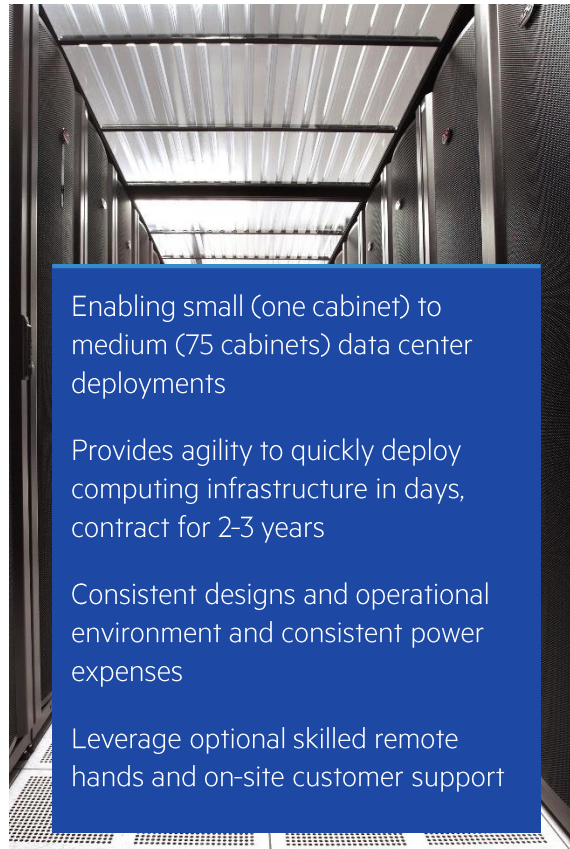 Enabling small (one cabinet) to
medium (75 cabinets) data center
deployments
Provides agility to quickly deploy
computing infrastructure in days,
contract for 2-3 years
Consistent designs and operational
environment and consistent power
expenses
Leverage optional skilled remote
hands and on-site customer support